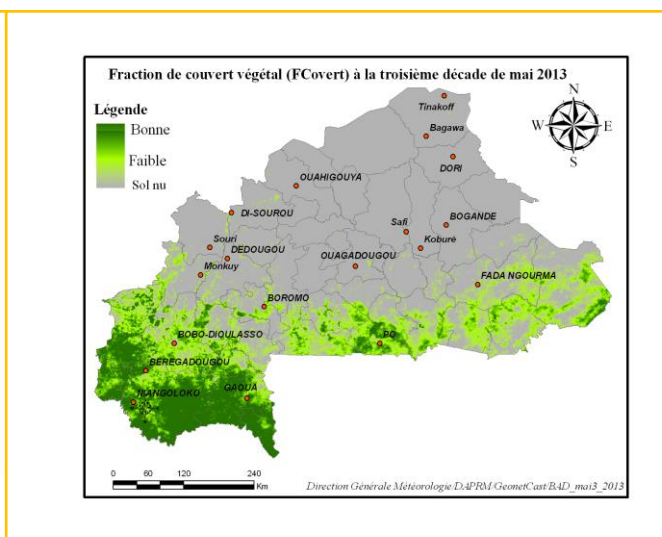 Fraction de couvert végétal (FCovert) à la troisième décade de mai 2013
Légende
Bonne
Faible
Sol nu
N
W
E
S
Tinakoff
Bagawa
DORI
OUAHIGOUYA
DI-SOUROU
Safi
BOGANDE
Souri
DEDOUGOU
Koburé
OUAGADOUGOU
Monkuy
FADA NGOURMA
BOROMO
BOBO-DIOULASSO
PO
BEREGADOUGOU
NIANGOLOKO
GAOUA
0 60 120 240
Km
Direction Générale Météorologie/DAPRM/GeonetCast/BAD_mai3_2013